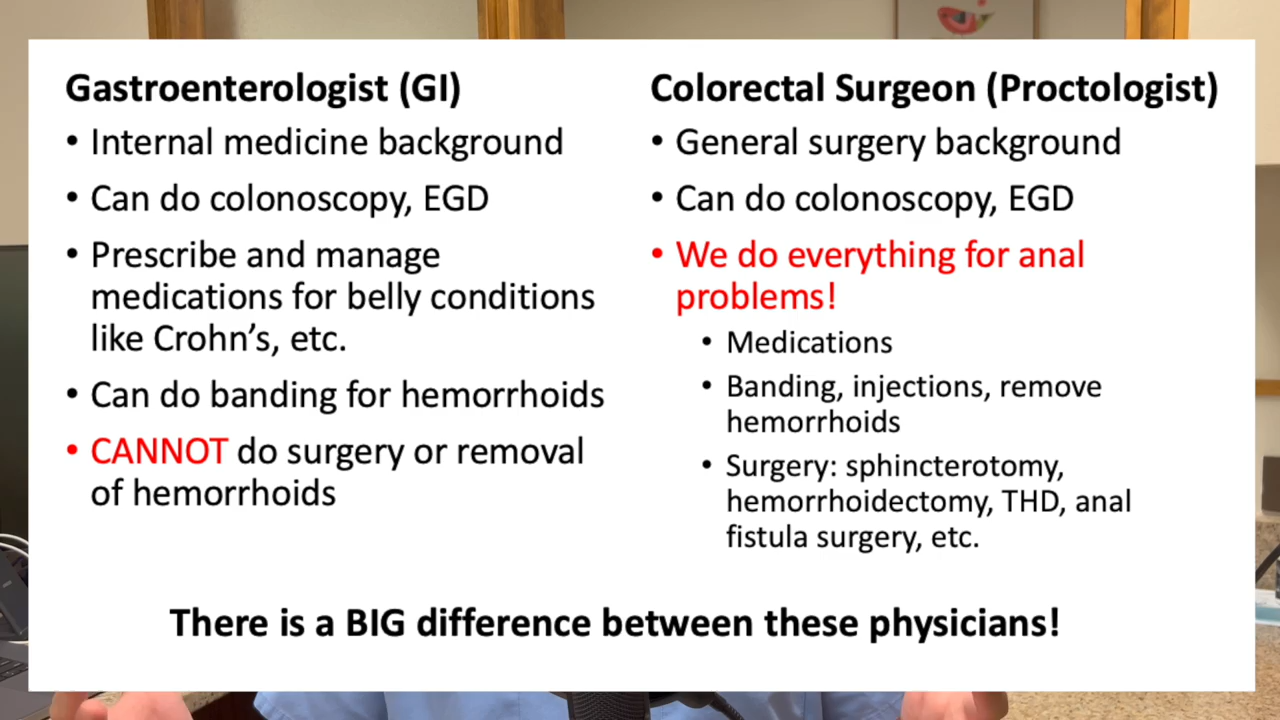 Gastroenterologist (GI)
• Internal medicine background
• Can do colonoscopy, EGD
• Prescribe and manage
medications for belly conditions
like Crohn’s, etc.
• Can do banding for hemorrhoids
• CANNOT do surgery or removal
of hemorrhoids
Colorectal Surgeon (Proctologist)
• General surgery background
• Can do colonoscopy, EGD
• We do everything for anal
problems!
• Medications
• Banding, injections, remove
hemorrhoids
• Surgery: sphincterotomy,
hemorrhoidectomy, THD, anal
fistula surgery, etc.
There is a BIG difference between these physicians!